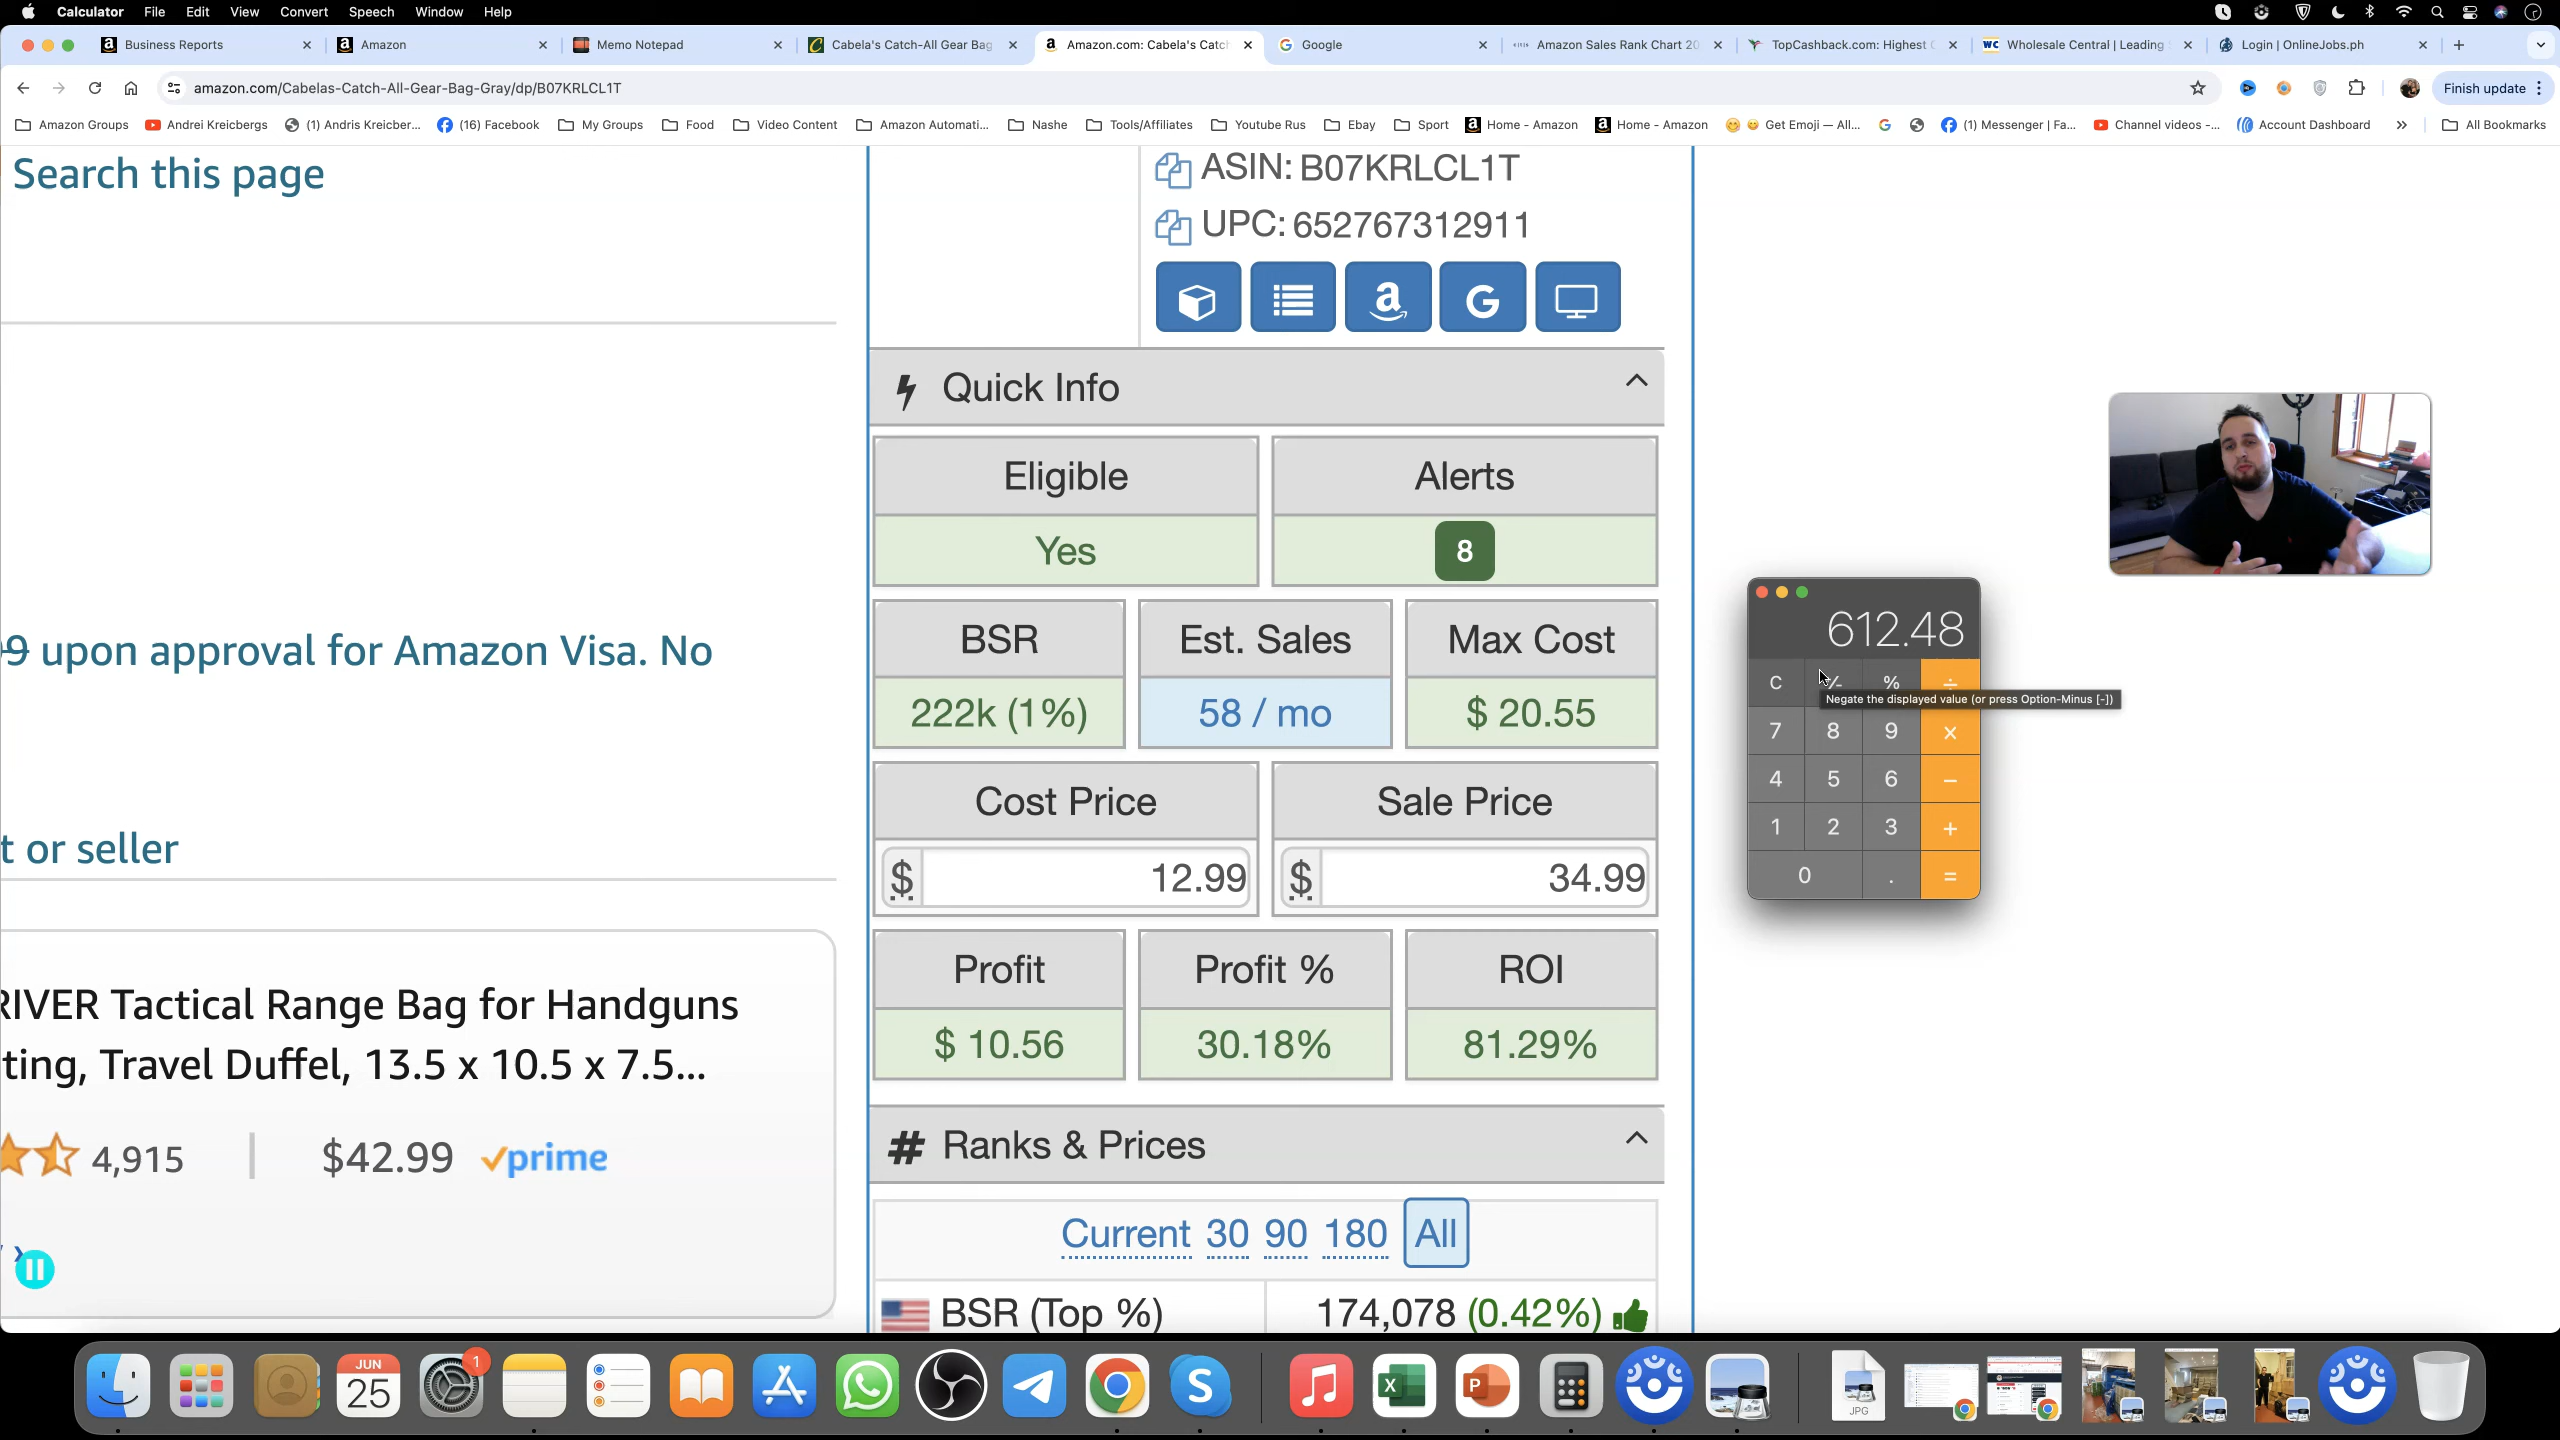 Calculator File Edit View Convert Speech Window Help
Business Reports
Amazon
Memo Notepad
Cabela's Catch-All Gear Bag
Amazon.com: Cabela's Catch
Google
Amazon Sales Rank Chart 20
TopCashback.com: Highest C
Wholesale Central | Leading
Login | OnlineJobs.ph
amazon.com/Cabelas-Catch-All-Gear-Bag-Gray/dp/B07KRLCL1T
Finish update
Amazon Groups
Andrei Kreicbergs
(1) Andris Kreicber...
(16) Facebook
My Groups
Food
Video Content
Amazon Automati...
Nashe
Tools/Affiliates
Youtube Rus
Ebay
Sport
Home - Amazon
Home - Amazon
Get Emoji — All...
(1) Messenger | Fa...
Channel videos -...
Account Dashboard
All Bookmarks
Search this page
9 upon approval for Amazon Visa. No
t or seller
RIVER Tactical Range Bag for Handguns
ting, Travel Duffel, 13.5 x 10.5 x 7.5...
4,915
$42.99 prime
ASIN: B07KRLCL1T
UPC: 652767312911
Quick Info
Eligible Alerts
Yes 8
BSR Est. Sales Max Cost
222k (1%) 58 / mo $ 20.55
Cost Price Sale Price
$ 12.99 $ 34.99
Profit Profit % ROI
$ 10.56 30.18% 81.29%
# Ranks & Prices
Current 30 90 180 All
BSR (Top %) 174,078 (0.42%)
612.48
C % ÷
Negate the displayed value (or press Option-Minus [-])
7 8 9 ×
4 5 6 −
1 2 3 +
0 . =
JUN
25
1
JPG